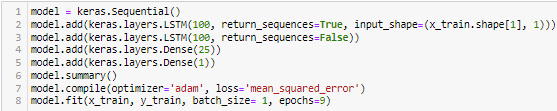 1 model = keras.Sequential()
2 model.add(keras.layers.LSTM(100, return_sequences=True, input_shape=(x_train.shape[1], 1)))
3 model.add(keras.layers.LSTM(100, return_sequences=False))
4 model.add(keras.layers.Dense(25))
5 model.add(keras.layers.Dense(1))
6 model.summary()
7 model.compile(optimizer='adam', loss='mean_squared_error')
8 model.fit(x_train, y_train, batch_size= 1, epochs=9)